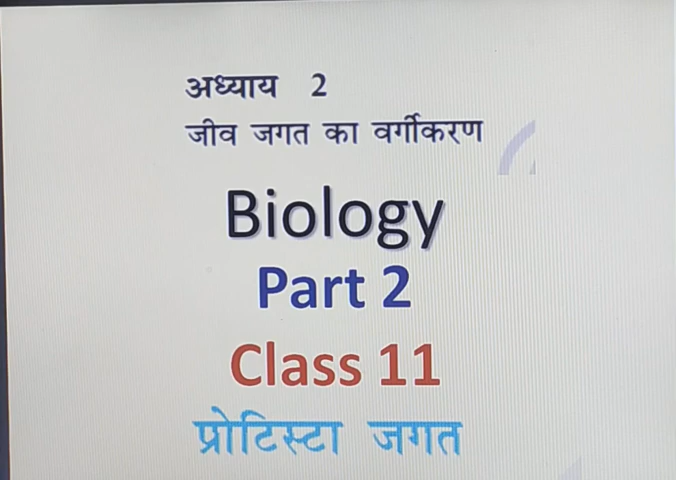 अध्याय 2
जीव जगत का वर्गीकरण
Biology
Part 2
Class 11
प्रोटिस्टा जगत